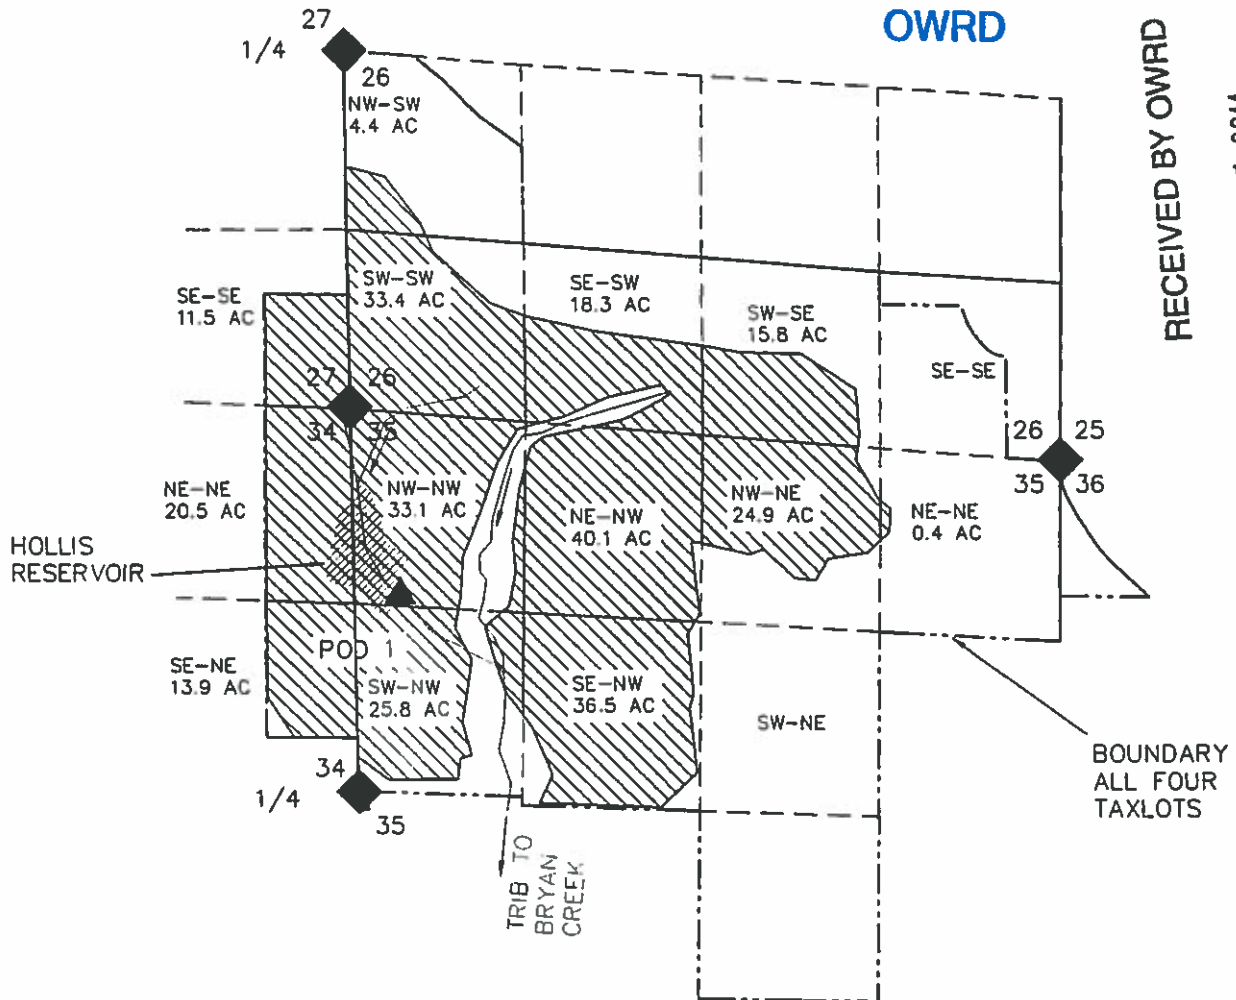 OWRD
RECEIVED BY OWRD
27
1/4
26
NW-SW
4.4 AC
SE-SE
11.5 AC
SW-SW
33.4 AC
SE-SW
18.3 AC
SW-SE
15.8 AC
SE-SE
27 26
34 35
26 25
35 36
NE-NE
20.5 AC
NW-NW
33.1 AC
NE-NW
40.1 AC
NW-NE
24.9 AC
NE-NE
0.4 AC
HOLLIS
RESERVOIR
POD 1
SE-NE
13.9 AC
SW-NW
25.8 AC
SE-NW
36.5 AC
SW-NE
34
1/4
35
BOUNDARY
ALL FOUR
TAXLOTS
TRIB TO
BRYAN
CREEK